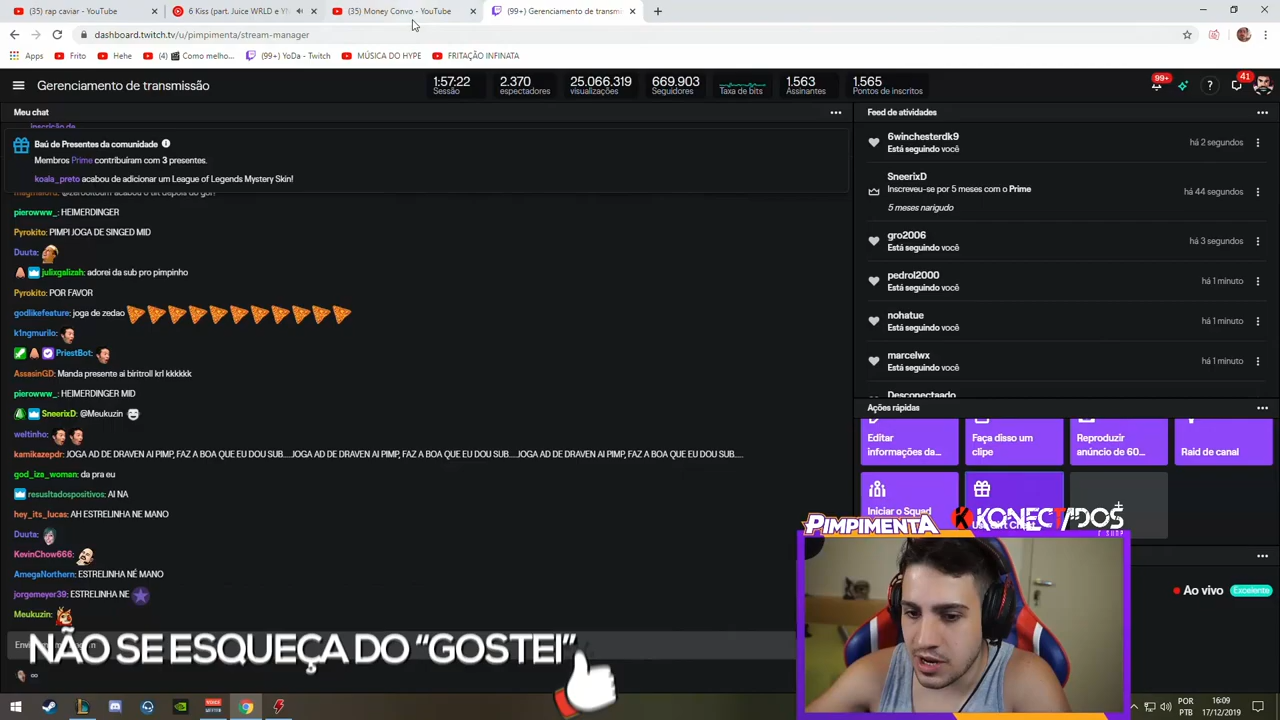 (35) rap caviar - YouTube
6 Kiss (part. Juice WRLD e YN
(35) Money Convo - YouTube
(99+) Gerenciamento de transmi
dashboard.twitch.tv/u/pimpimenta/stream-manager
Apps
Frito
Hehe
(4) Como melho...
(99+) YoDa - Twitch
MÚSICA DO HYPE
FRITAÇÃO INFINATA
Gerenciamento de transmissão
1:57:22
Sessão
2.370
espectadores
25.066.319
visualizações
669.903
Seguidores
Taxa de bits
1.563
Assinantes
1.565
Pontos de inscritos
99+
41
Meu chat
inscrição de
Baú de Presentes da comunidade
Membros Prime contribuíram com 3 presentes.
koala_preto acabou de adicionar um League of Legends Mystery Skin!
pierowww_: HEIMERDINGER
Pyrokito: PIMPI JOGA DE SINGED MID
Duuta:
julixgalizah: adorei da sub pro pimpinho
Pyrokito: POR FAVOR
godlikefeature: joga de zedao
k1ngmurilo:
PriestBot:
AssasinGD: Manda presente ai biritroll krl kkkkkk
pierowww_: HEIMERDINGER MID
SneerixD: @Meukuzin
weltinho:
kamikazepdr: JOGA AD DE DRAVEN AI PIMP, FAZ A BOA QUE EU DOU SUB....JOGA AD DE DRAVEN AI PIMP, FAZ A BOA QUE EU DOU SUB....JOGA AD DE DRAVEN AI PIMP, FAZ A BOA QUE EU DOU SUB....
god_iza_woman: da pra eu
resusltadospositivos: AI NA
hey_its_lucas: AH ESTRELINHA NE MANO
Duuta:
KevinChow666:
AmegaNorthern: ESTRELINHA NÉ MANO
jorgemeyer39: ESTRELINHA NE
Meukuzin:
NÃO SE ESQUEÇA DO “GOSTEI”
Feed de atividades
6winchesterdk9
Está seguindo você
há 2 segundos
SneerixD
Inscreveu-se por 5 meses com o Prime
há 44 segundos
5 meses narigudo
gro2006
Está seguindo você
há 3 segundos
pedrol2000
Está seguindo você
há 1 minuto
nohatue
Está seguindo você
há 1 minuto
marcelwx
Está seguindo você
há 1 minuto
Desconectaado
Ações rápidas
Editar
informações da...
Faça disso um
clipe
Reproduzir
anúncio de 60...
Raid de canal
Iniciar o Squad
PIMPIMENTA
KONECTADOS
Ao vivo
Excelente
POR
PTB
16:09
17/12/2019